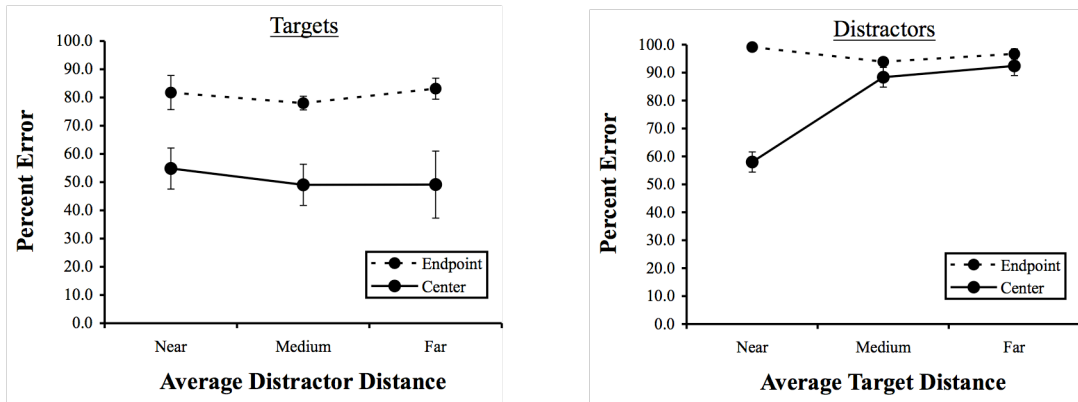 Targets
100.0
90.0
80.0
70.0
60.0
50.0
40.0
30.0
20.0
10.0
0.0
Percent Error
Endpoint
Center
Near Medium Far
Average Distractor Distance
Distractors
100.0
90.0
80.0
70.0
60.0
50.0
40.0
30.0
20.0
10.0
0.0
Percent Error
Endpoint
Center
Near Medium Far
Average Target Distance